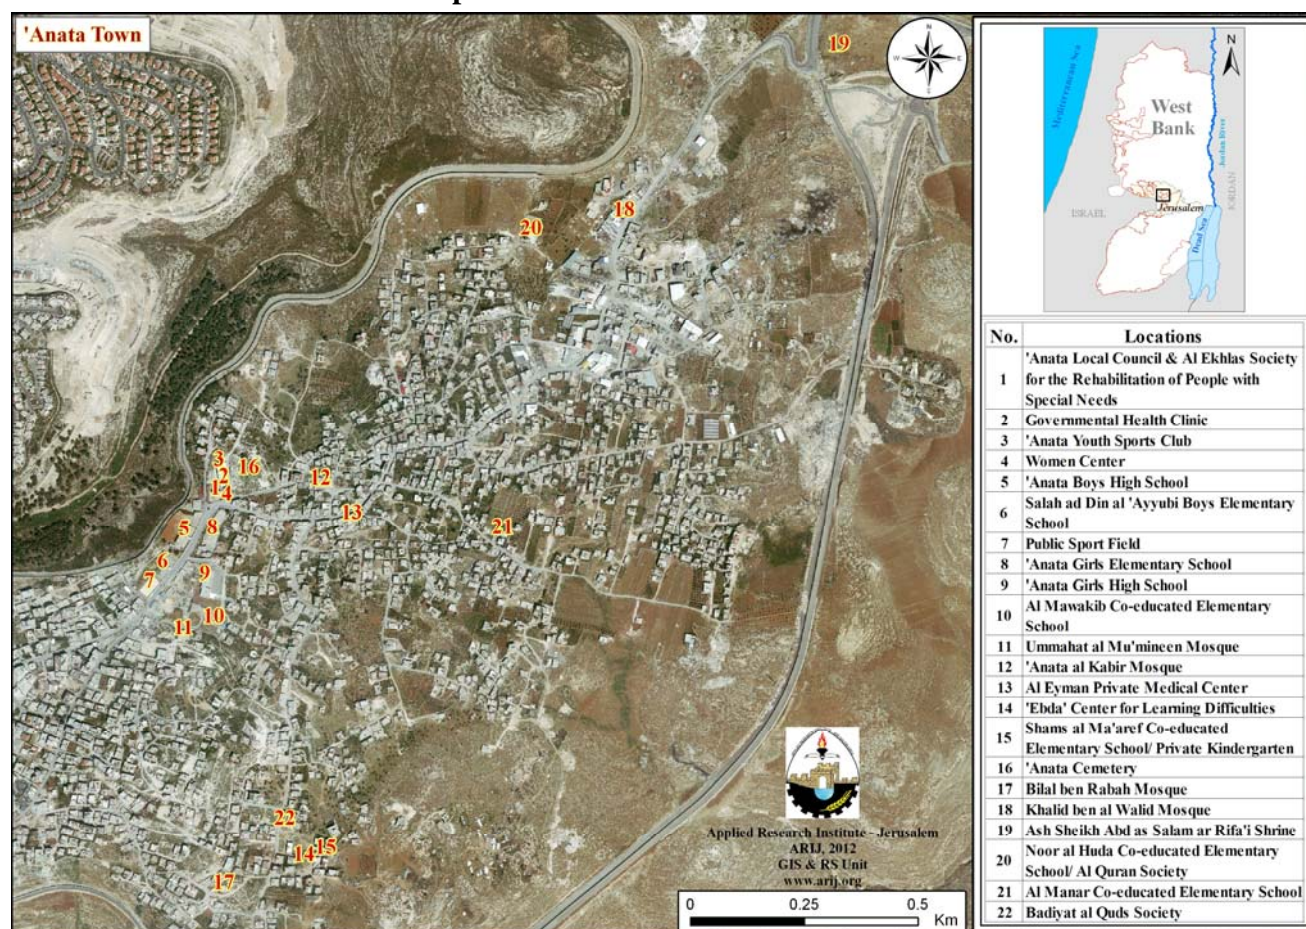 'Anata Town
19
N
W
E
S
18
20
3
16
2
1
4
12
13
5
8
21
6
9
7
10
11
22
14
15
17
Applied Research Institute - Jerusalem
ARIJ, 2012
GIS & RS Unit
www.arij.org
0
0.25
0.5
Km
N
Mediterranean Sea
West
Bank
Jordan River
JORDAN
ISRAEL
Jerusalem
Dead Sea
No. Locations
1 'Anata Local Council & Al Ekhlas Society
for the Rehabilitation of People with
Special Needs
2 Governmental Health Clinic
3 'Anata Youth Sports Club
4 Women Center
5 'Anata Boys High School
6 Salah ad Din al 'Ayyubi Boys Elementary
School
7 Public Sport Field
8 'Anata Girls Elementary School
9 'Anata Girls High School
10 Al Mawakib Co-educated Elementary
School
11 Ummahat al Mu'mineen Mosque
12 'Anata al Kabir Mosque
13 Al Eyman Private Medical Center
14 'Ebda' Center for Learning Difficulties
15 Shams al Ma'aref Co-educated
Elementary School/ Private Kindergarten
16 'Anata Cemetery
17 Bilal ben Rabah Mosque
18 Khalid ben al Walid Mosque
19 Ash Sheikh Abd as Salam ar Rifa'i Shrine
20 Noor al Huda Co-educated Elementary
School/ Al Quran Society
21 Al Manar Co-educated Elementary School
22 Badiyat al Quds Society